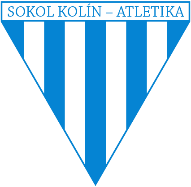 SOKOL KOLÍN – ATLETIKA